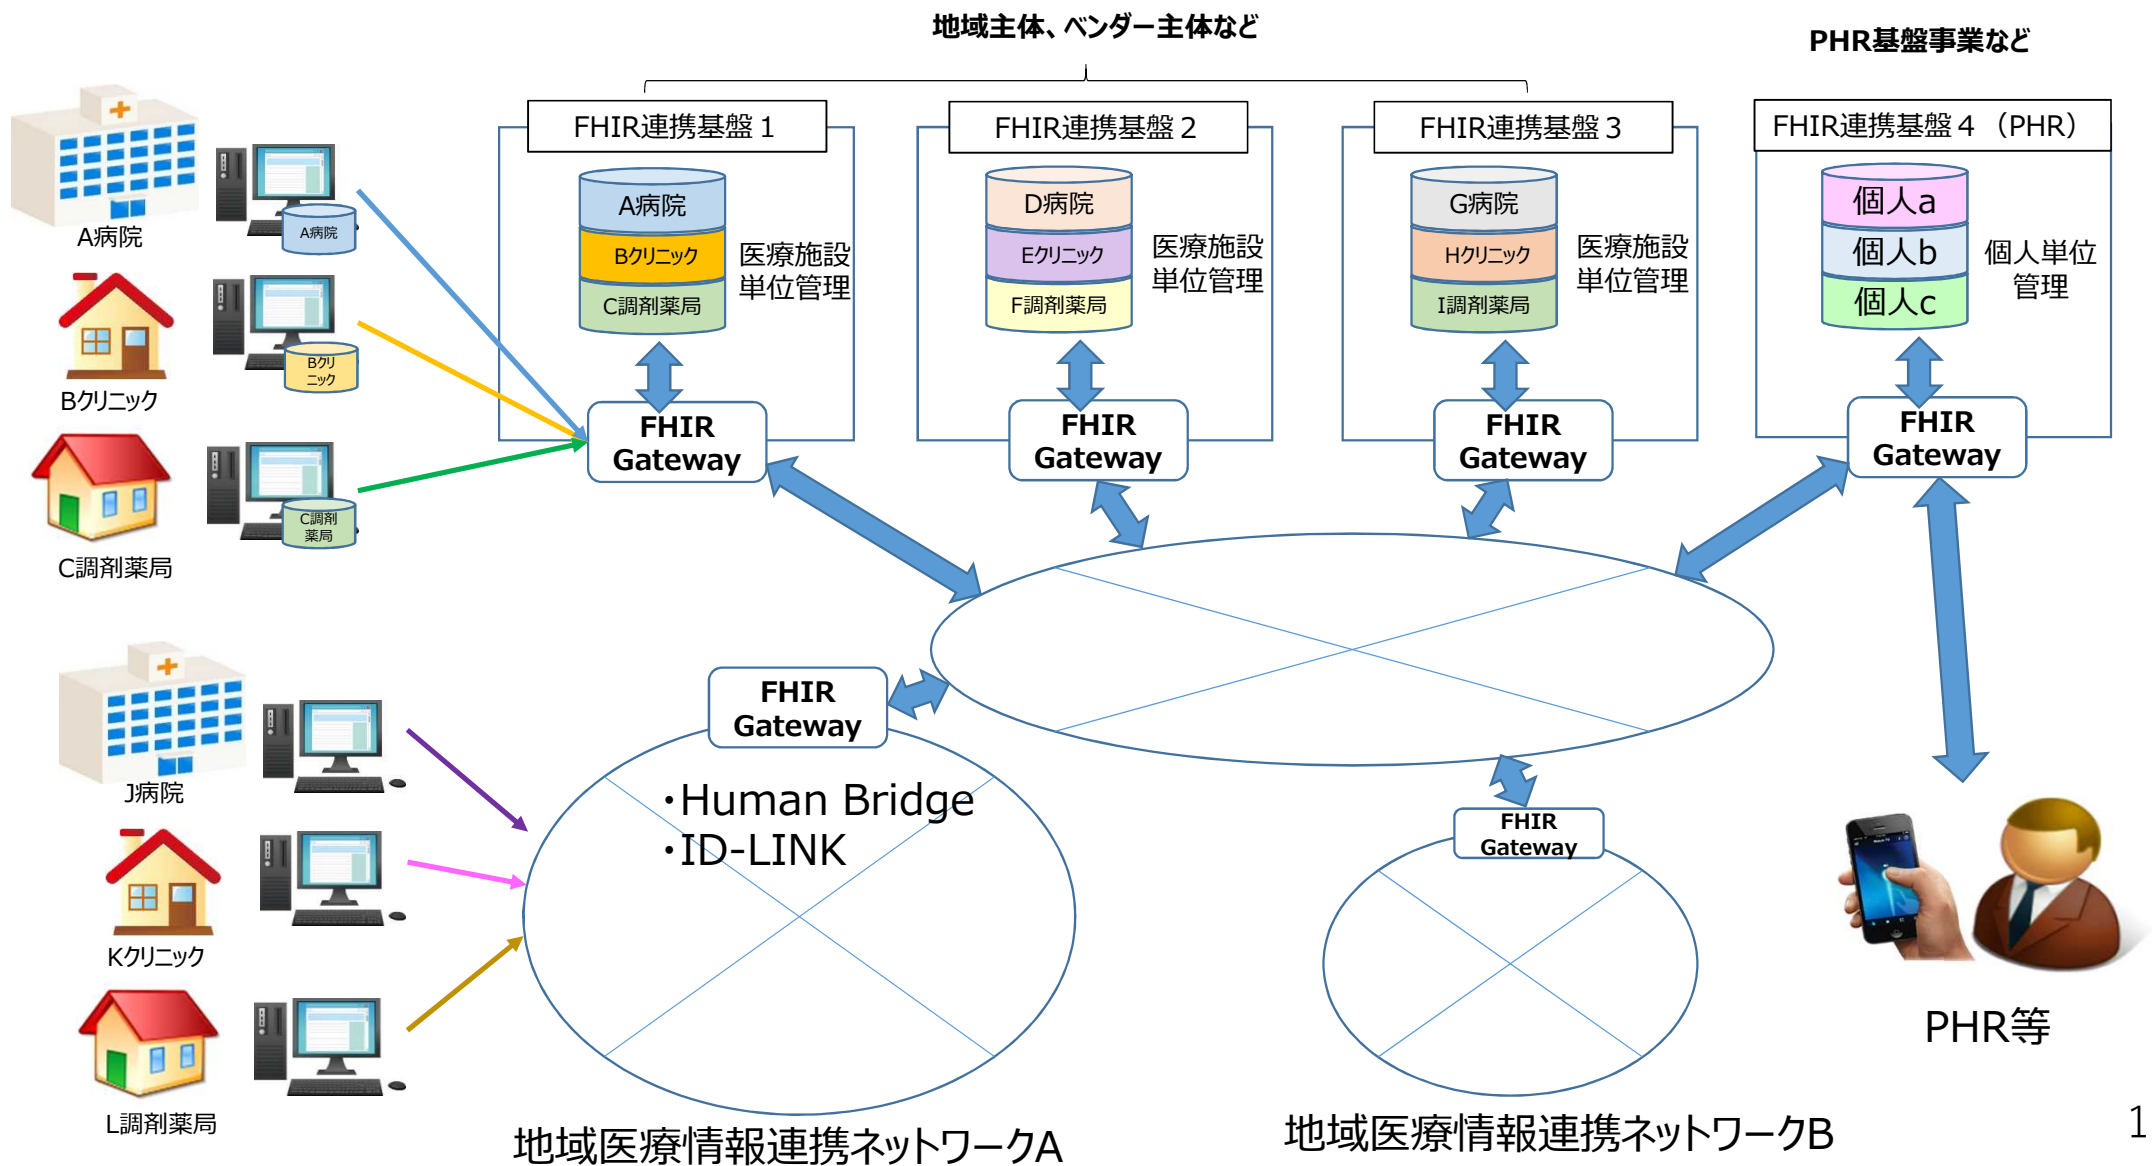 地域主体、ベンダー主体など
PHR基盤事業など
FHIR連携基盤１
FHIR連携基盤２
FHIR連携基盤３
FHIR連携基盤４（PHR）
A病院
Bクリニック
C調剤薬局
医療施設
単位管理
D病院
Eクリニック
F調剤薬局
医療施設
単位管理
G病院
Hクリニック
I調剤薬局
医療施設
単位管理
個人a
個人b
個人c
個人単位
管理
A病院
A病院
Bクリ
ニック
Bクリニック
C調剤
薬局
C調剤薬局
FHIR
Gateway
FHIR
Gateway
FHIR
Gateway
FHIR
Gateway
FHIR
Gateway
・Human Bridge
・ID-LINK
FHIR
Gateway
J病院
Kクリニック
L調剤薬局
PHR等
地域医療情報連携ネットワークA
地域医療情報連携ネットワークB
1